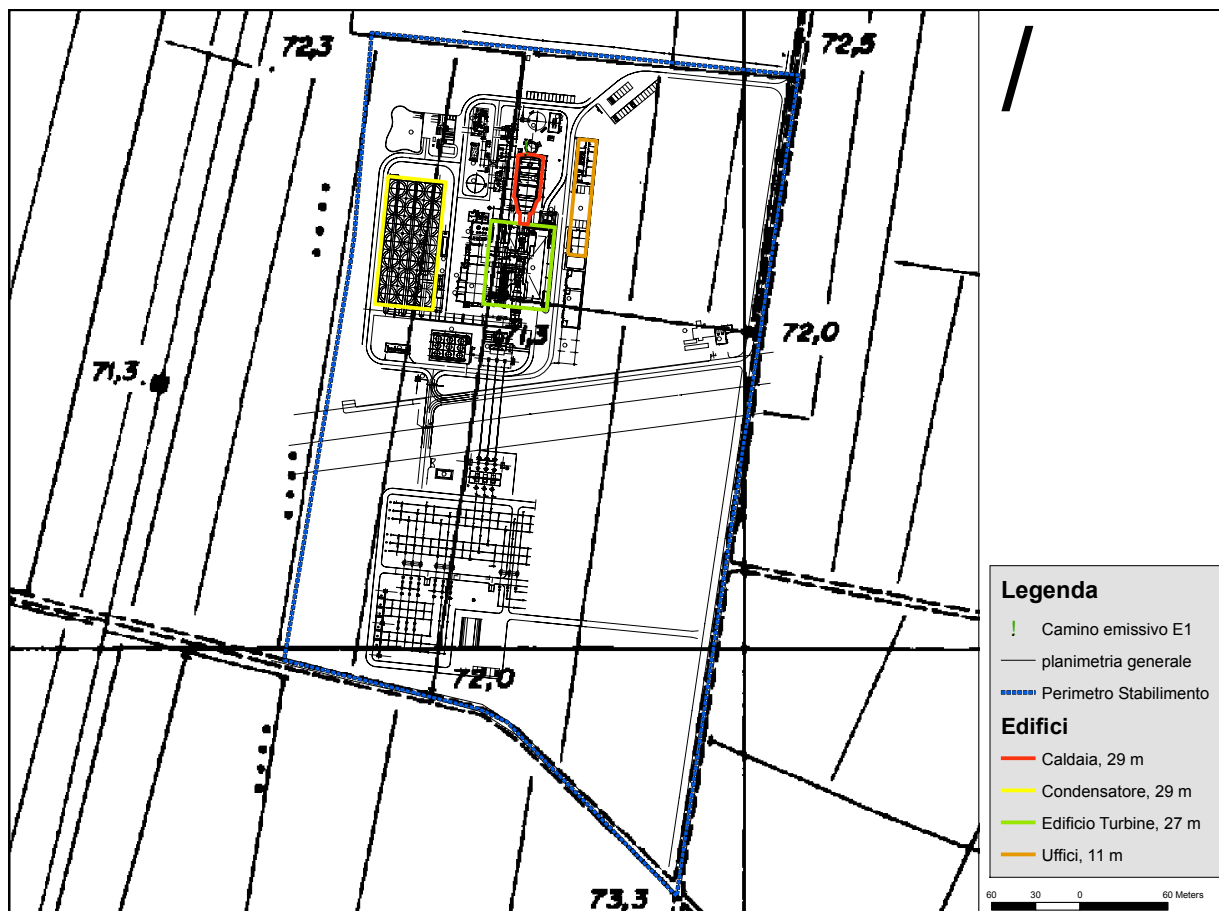 72,3
72,5
/
71,3
72,0
71,3.
72,0
73,3
Legenda
! Camino emissivo E1
planimetria generale
Perimetro Stabilimento
Edifici
Caldaia, 29 m
Condensatore, 29 m
Edificio Turbine, 27 m
Uffici, 11 m
60 30 0 60 Meters